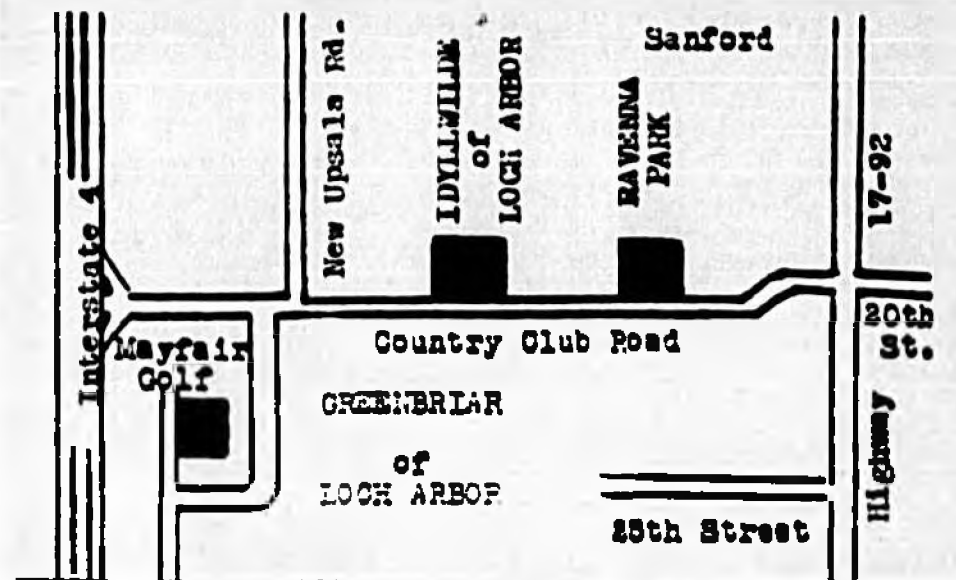 Sanford
New Upsala Rd.
IDYLLWILDE
of
LOCH ARBOR
RAVENNA
PARK
17-92
Interstate 4
20th
St.
Mayfair
Golf
Country Club Road
GREENBRIAR
of
LOCH ARBOR
Highway
25th Street